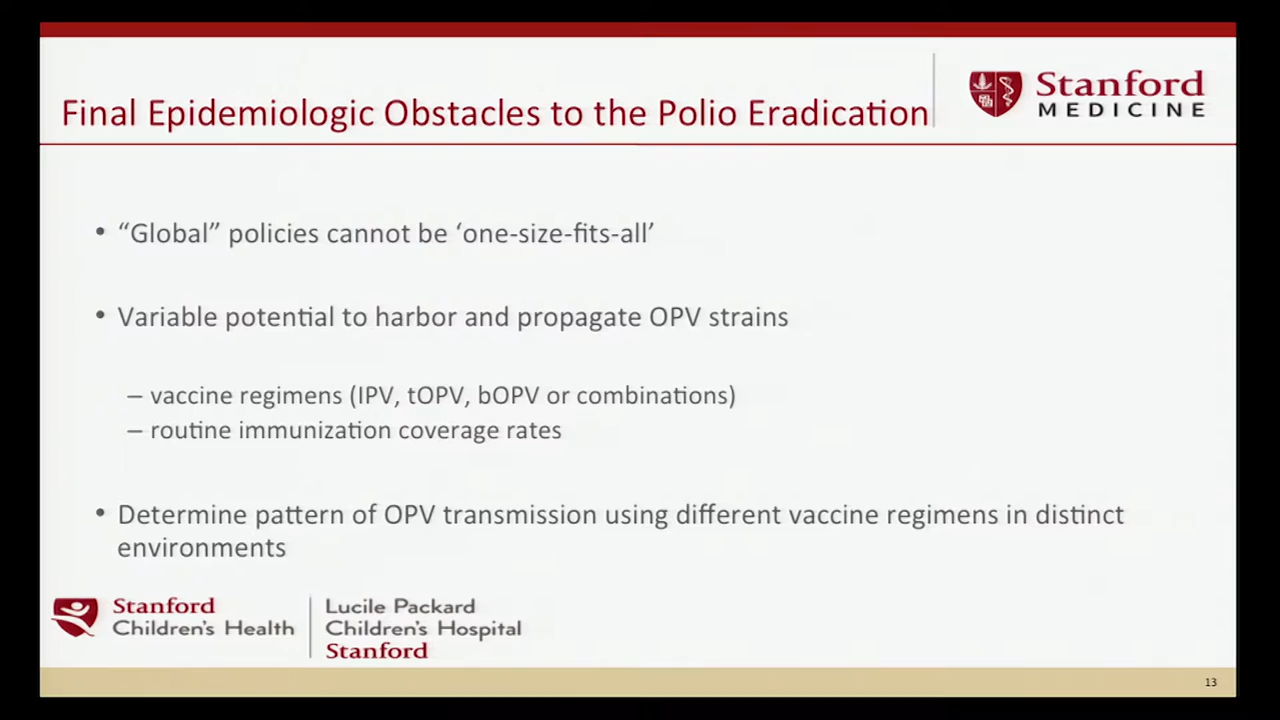 Final Epidemiologic Obstacles to the Polio Eradication
Stanford
MEDICINE
• “Global” policies cannot be ‘one-size-fits-all’
• Variable potential to harbor and propagate OPV strains
– vaccine regimens (IPV, tOPV, bOPV or combinations)
– routine immunization coverage rates
• Determine pattern of OPV transmission using different vaccine regimens in distinct
environments
Stanford
Children's Health
Lucile Packard
Children's Hospital
Stanford
13